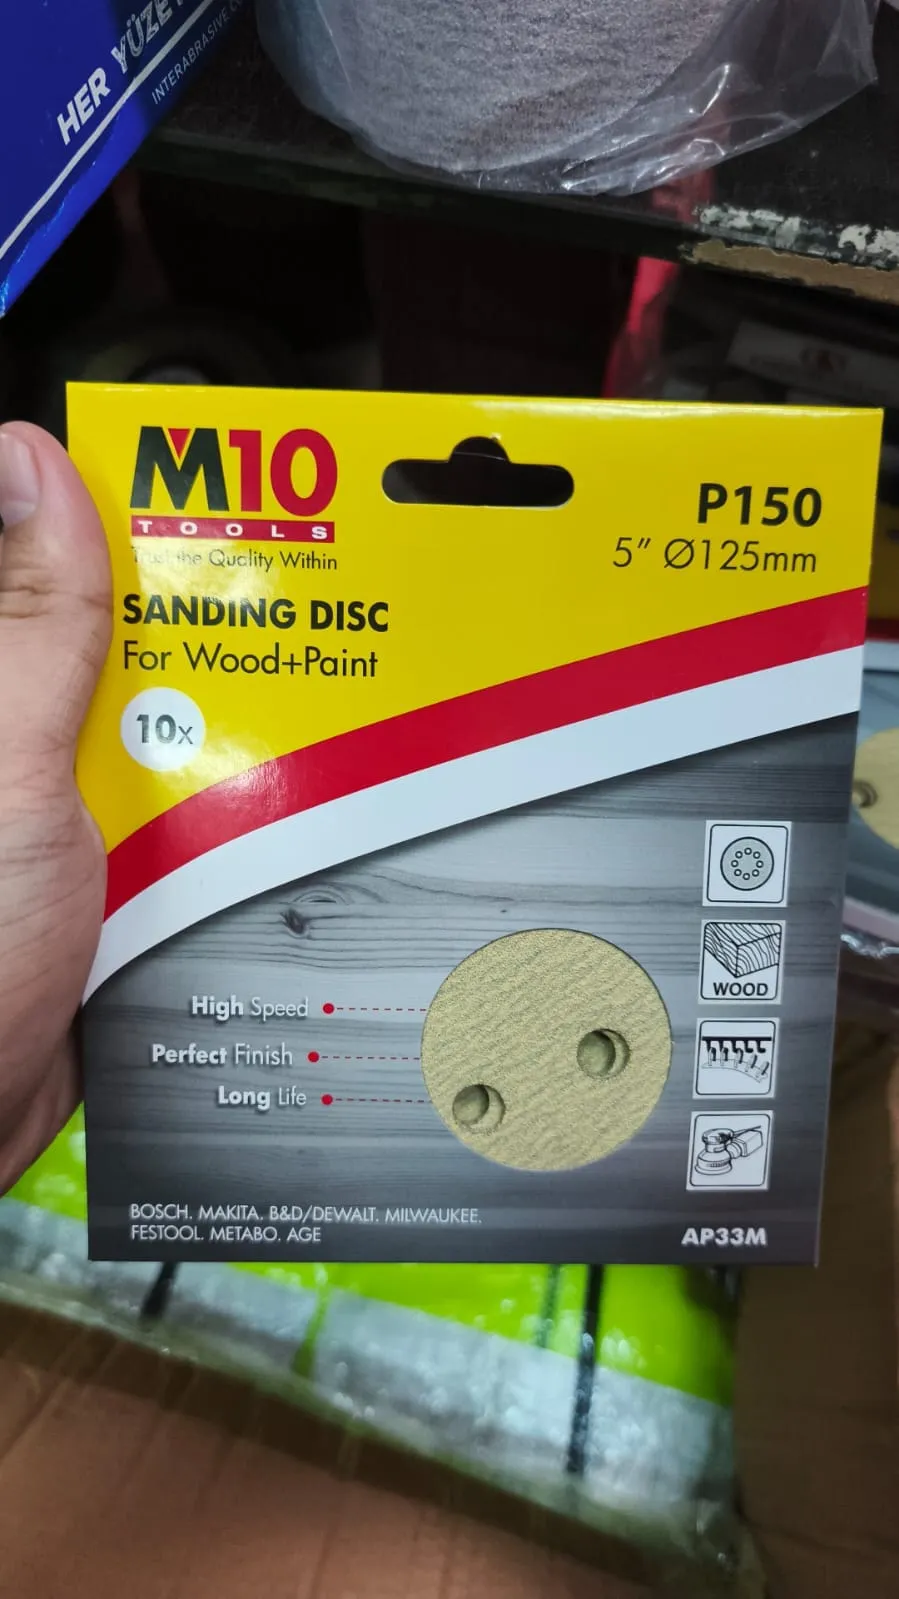 HER YÜZE
INTERABRASIVE
M10
TOOLS
Trust the Quality Within
P150
5" Ø125mm
SANDING DISC
For Wood+Paint
10x
WOOD
High Speed
Perfect Finish
Long Life
BOSCH. MAKITA. B&D/DEWALT. MILWAUKEE.
FESTOOL. METABO. AGE
AP33M